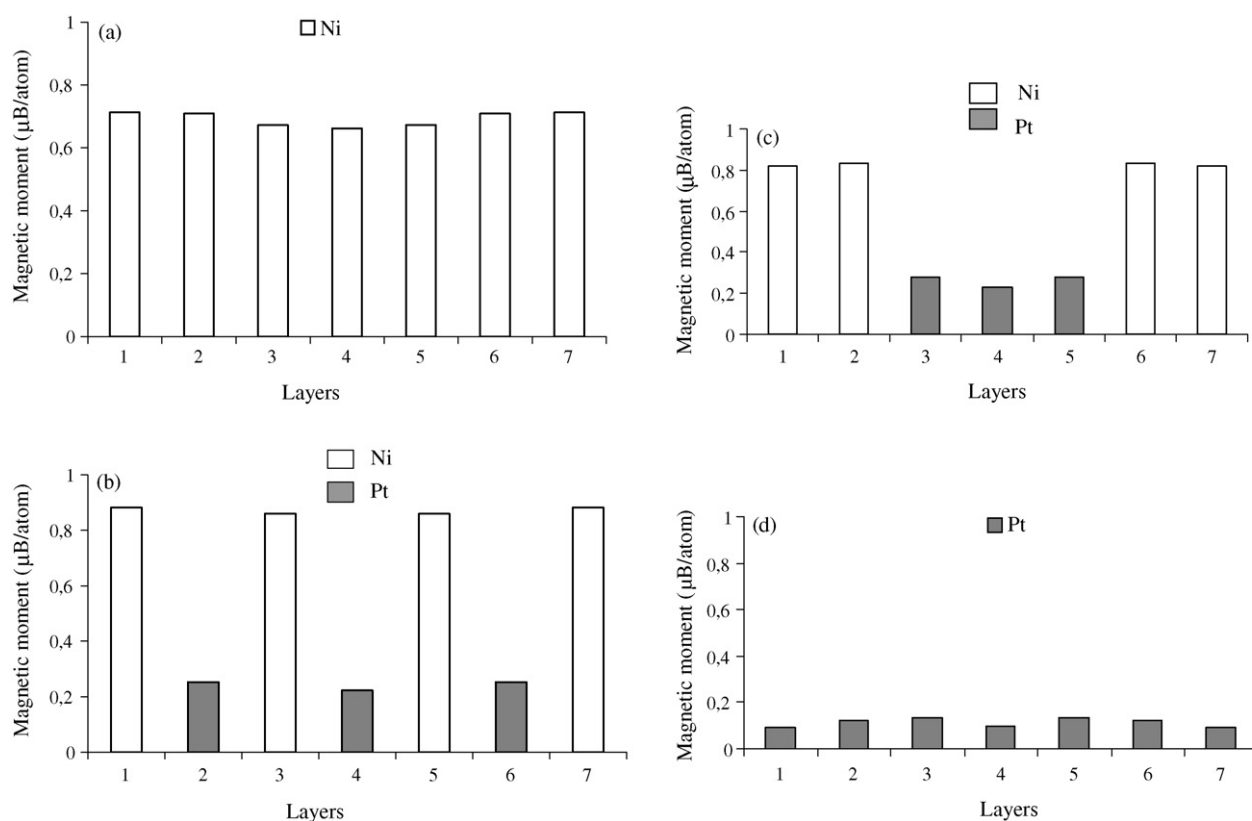 (a)
Ni
Magnetic moment (µB/atom)
1
0,8
0,6
0,4
0,2
0
1 2 3 4 5 6 7
Layers
(b)
Ni
Pt
Magnetic moment (µB/atom)
1
0,8
0,6
0,4
0,2
0
1 2 3 4 5 6 7
Layers
(c)
Ni
Pt
Magnetic moment (µB/atom)
1
0,8
0,6
0,4
0,2
0
1 2 3 4 5 6 7
Layers
(d)
Pt
Magnetic moment (µB/atom)
1
0,8
0,6
0,4
0,2
0
1 2 3 4 5 6 7
Layers